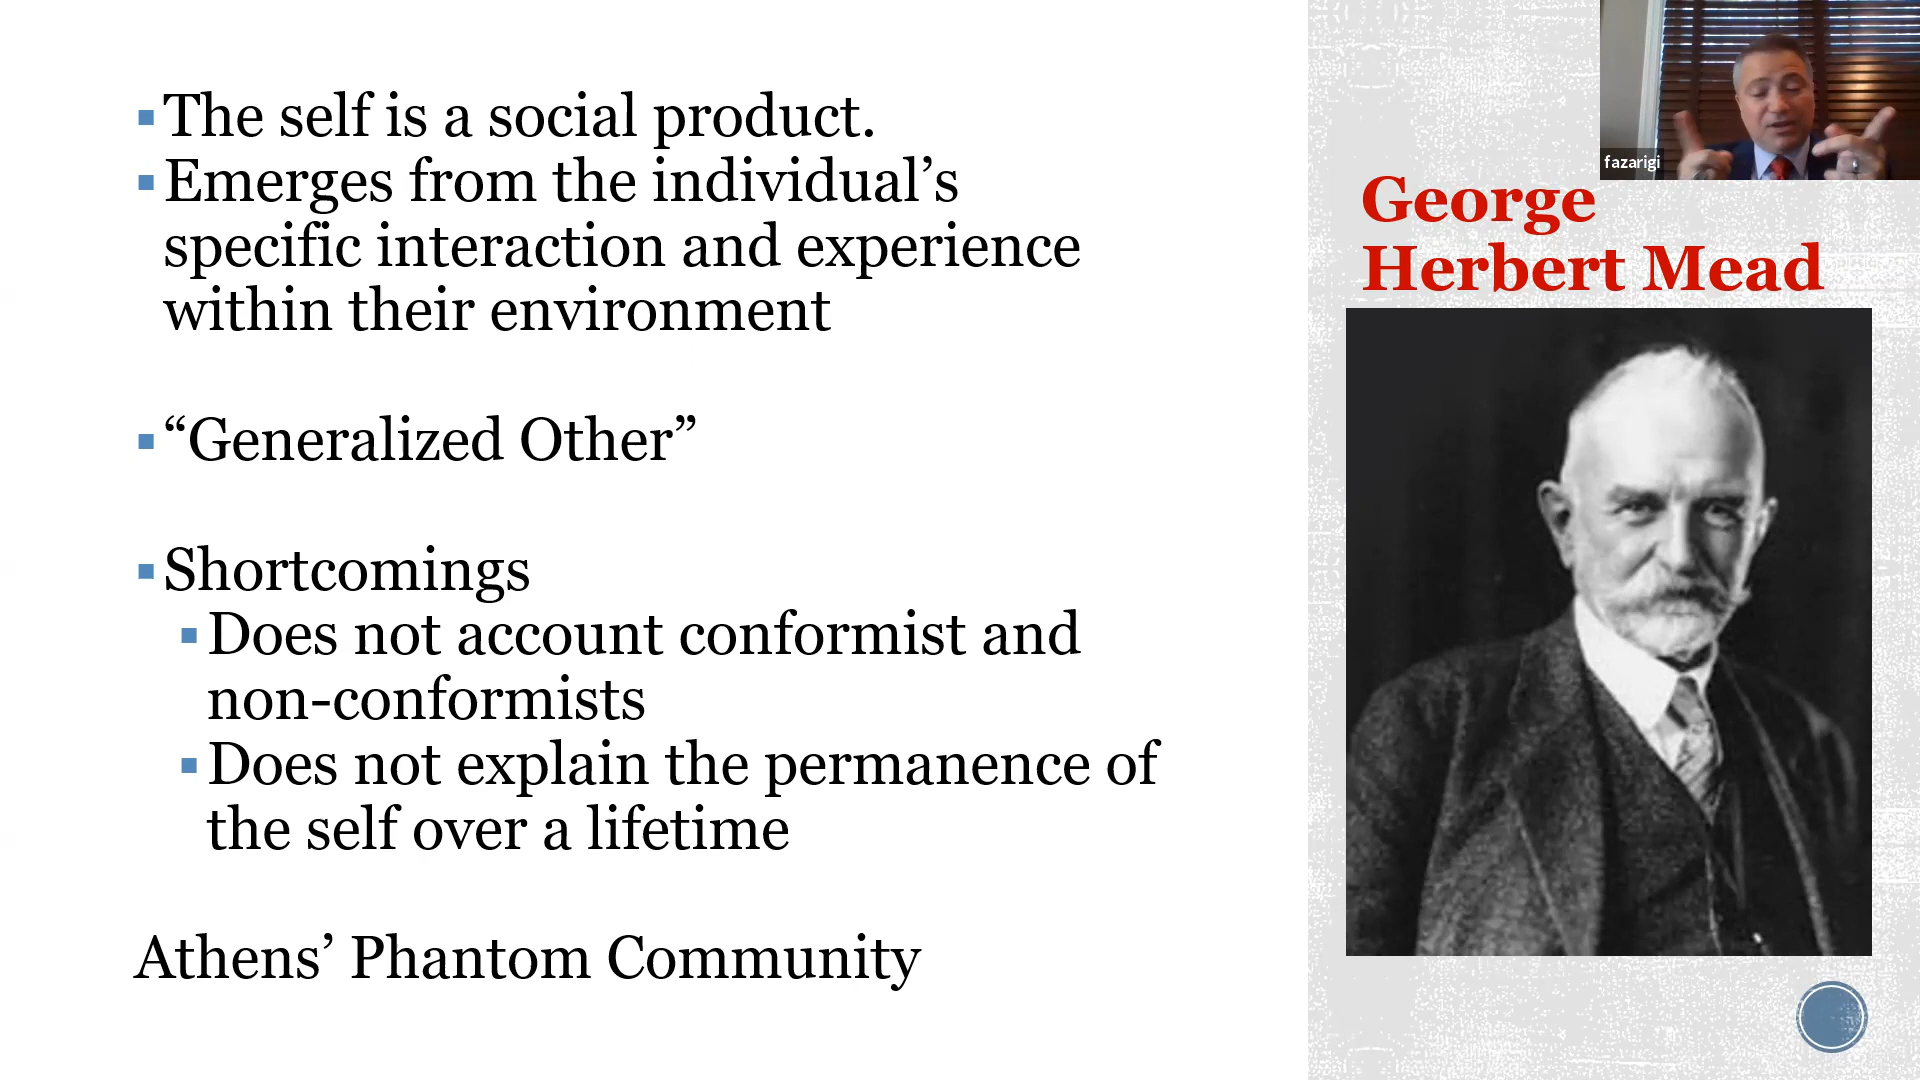 ▪The self is a social product.
▪Emerges from the individual’s
specific interaction and experience
within their environment
▪“Generalized Other”
▪Shortcomings
▪Does not account conformist and
non-conformists
▪Does not explain the permanence of
the self over a lifetime
Athens’ Phantom Community
fazarigi
George
Herbert Mead